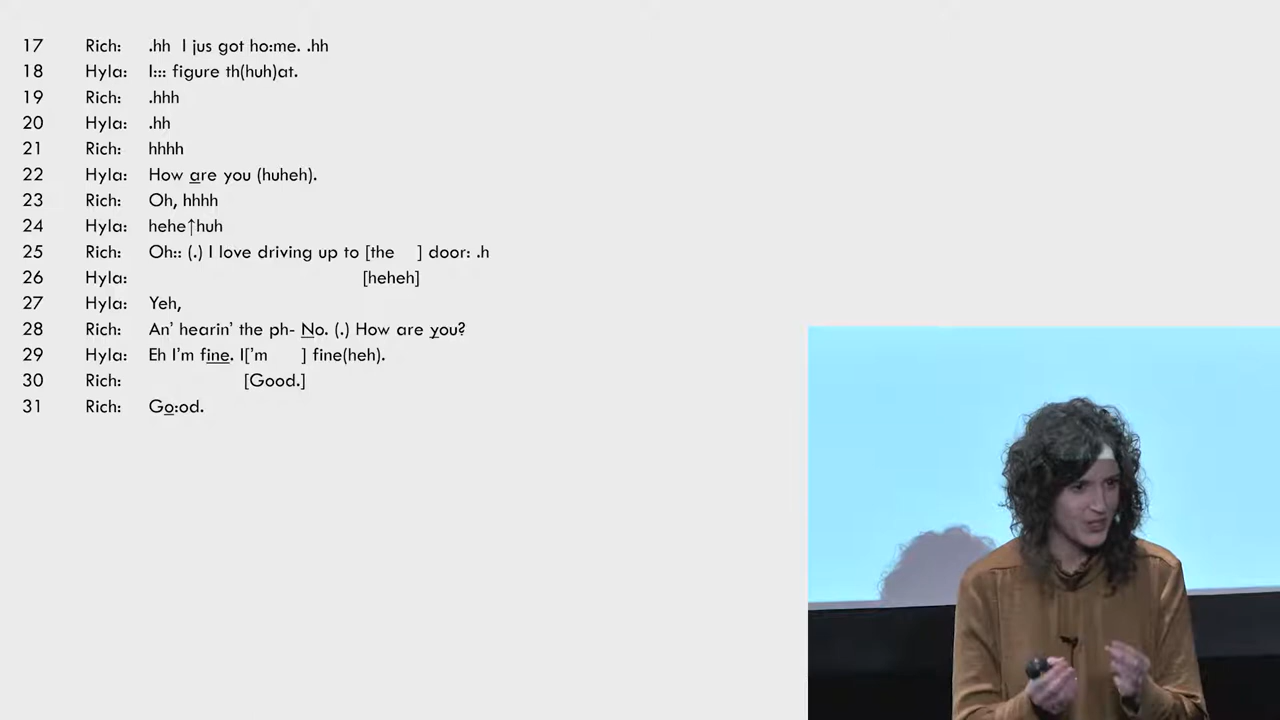 17 Rich: .hh I jus got ho:me. .hh
18 Hyla: I::: figure th(huh)at.
19 Rich: .hhh
20 Hyla: .hh
21 Rich: hhhh
22 Hyla: How are you (huheh).
23 Rich: Oh, hhhh
24 Hyla: hehe↑huh
25 Rich: Oh:: (.) I love driving up to [the ] door: .h
26 Hyla: [heheh]
27 Hyla: Yeh,
28 Rich: An' hearin' the ph- No. (.) How are you?
29 Hyla: Eh I'm fine. I['m ] fine(heh).
30 Rich: [Good.]
31 Rich: Go:od.